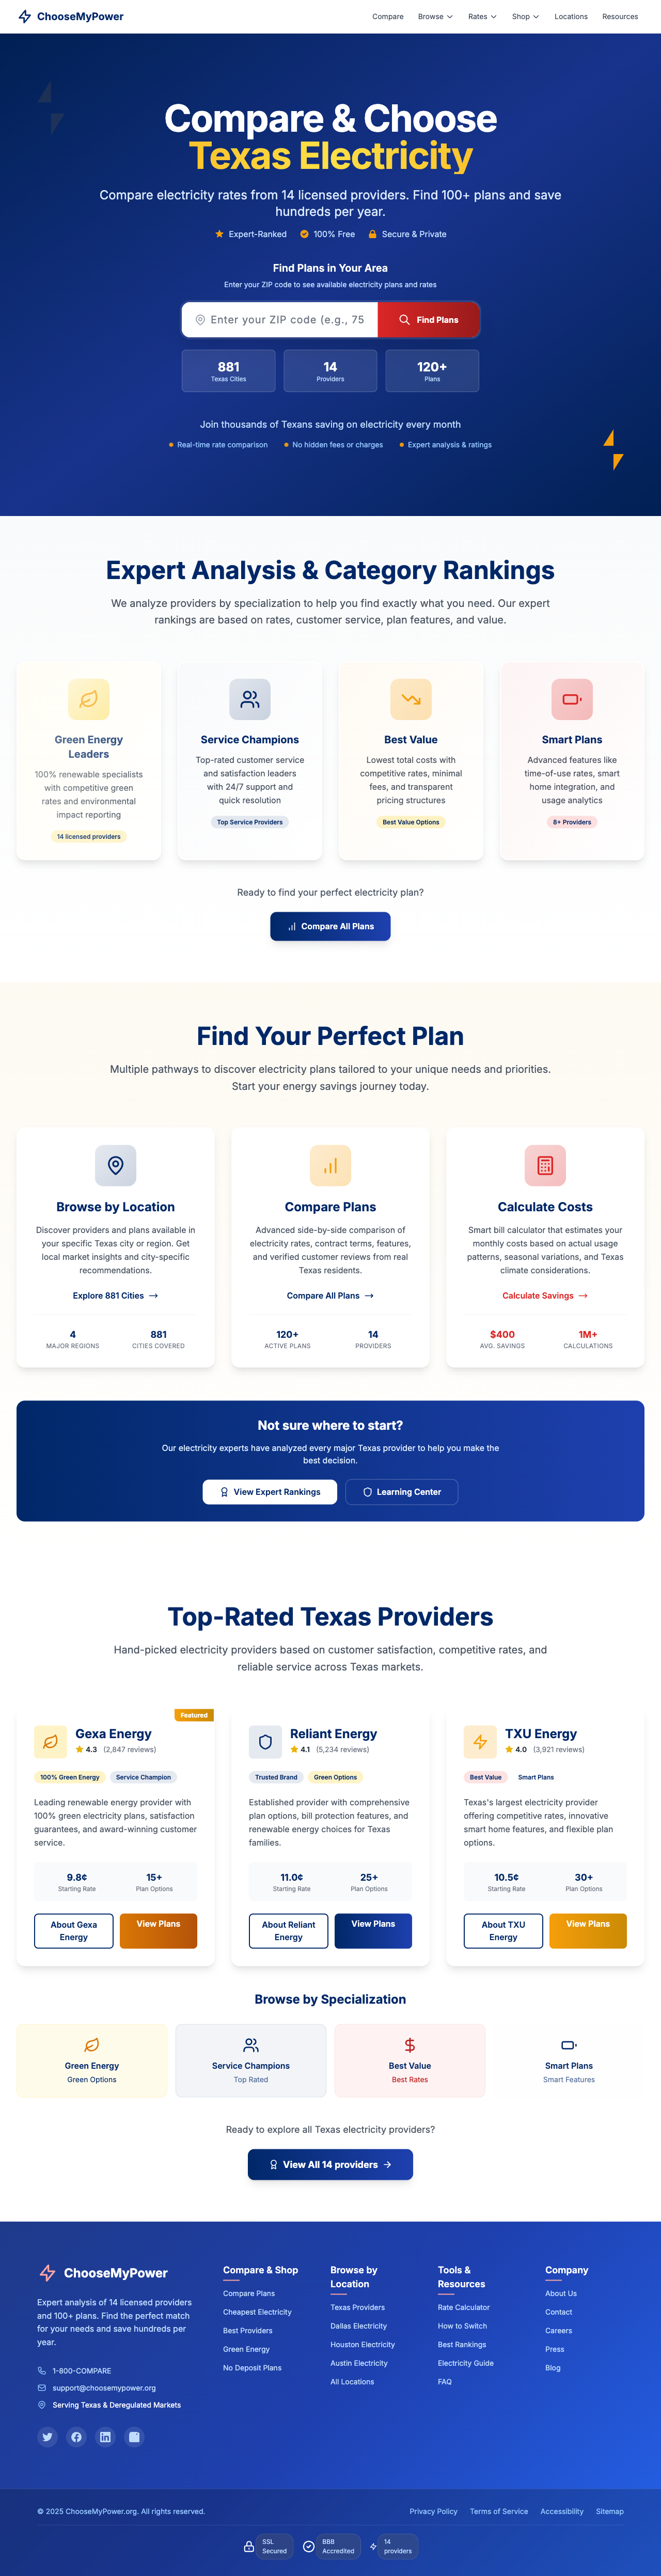 ChooseMyPower
Compare Browse Rates Shop Locations Resources
Compare & Choose
Texas Electricity
Compare electricity rates from 14 licensed providers. Find 100+ plans and save
hundreds per year.
Expert-Ranked 100% Free Secure & Private
Find Plans in Your Area
Enter your ZIP code to see available electricity plans and rates
Enter your ZIP code (e.g., 75 Find Plans
881 14 120+
Texas Cities Providers Plans
Join thousands of Texans saving on electricity every month
Real-time rate comparison No hidden fees or charges Expert analysis & ratings
Expert Analysis & Category Rankings
We analyze providers by specialization to help you find exactly what you need. Our expert
rankings are based on rates, customer service, plan features, and value.
Green Energy
Leaders
100% renewable specialists
with competitive green
rates and environmental
impact reporting
14 licensed providers
Service Champions
Top-rated customer service
and satisfaction leaders
with 24/7 support and
quick resolution
Top Service Providers
Best Value
Lowest total costs with
competitive rates, minimal
fees, and transparent
pricing structures
Best Value Options
Smart Plans
Advanced features like
time-of-use rates, smart
home integration, and
usage analytics
8+ Providers
Ready to find your perfect electricity plan?
Compare All Plans
Find Your Perfect Plan
Multiple pathways to discover electricity plans tailored to your unique needs and priorities.
Start your energy savings journey today.
Browse by Location
Discover providers and plans available in
your specific Texas city or region. Get
local market insights and city-specific
recommendations.
Explore 881 Cities →
4 881
MAJOR REGIONS CITIES COVERED
Compare Plans
Advanced side-by-side comparison of
electricity rates, contract terms, features,
and verified customer reviews from real
Texas residents.
Compare All Plans →
120+ 14
ACTIVE PLANS PROVIDERS
Calculate Costs
Smart bill calculator that estimates your
monthly costs based on actual usage
patterns, seasonal variations, and Texas
climate considerations.
Calculate Savings →
$400 1M+
AVG. SAVINGS CALCULATIONS
Not sure where to start?
Our electricity experts have analyzed every major Texas provider to help you make the
best decision.
View Expert Rankings Learning Center
Top-Rated Texas Providers
Hand-picked electricity providers based on customer satisfaction, competitive rates, and
reliable service across Texas markets.
Featured
Gexa Energy
4.3 (2,847 reviews)
100% Green Energy Service Champion
Leading renewable energy provider with
100% green electricity plans, satisfaction
guarantees, and award-winning customer
service.
9.8¢ 15+
Starting Rate Plan Options
About Gexa
Energy
View Plans
Reliant Energy
4.1 (5,234 reviews)
Trusted Brand Green Options
Established provider with comprehensive
plan options, bill protection features, and
renewable energy choices for Texas
families.
11.0¢ 25+
Starting Rate Plan Options
About Reliant
Energy
View Plans
TXU Energy
4.0 (3,921 reviews)
Best Value Smart Plans
Texas's largest electricity provider
offering competitive rates, innovative
smart home features, and flexible plan
options.
10.5¢ 30+
Starting Rate Plan Options
About TXU
Energy
View Plans
Browse by Specialization
Green Energy
Green Options
Service Champions
Top Rated
Best Value
Best Rates
Smart Plans
Smart Features
Ready to explore all Texas electricity providers?
View All 14 providers →
ChooseMyPower
Expert analysis of 14 licensed providers
and 100+ plans. Find the perfect match
for your needs and save hundreds per
year.
1-800-COMPARE
support@choosemypower.org
Serving Texas & Deregulated Markets
Compare & Shop
Compare Plans
Cheapest Electricity
Best Providers
Green Energy
No Deposit Plans
Browse by
Location
Texas Providers
Dallas Electricity
Houston Electricity
Austin Electricity
All Locations
Tools &
Resources
Rate Calculator
How to Switch
Best Rankings
Electricity Guide
FAQ
Company
About Us
Contact
Careers
Press
Blog
© 2025 ChooseMyPower.org. All rights reserved.
Privacy Policy Terms of Service Accessibility Sitemap
SSL
Secured
BBB
Accredited
14
providers